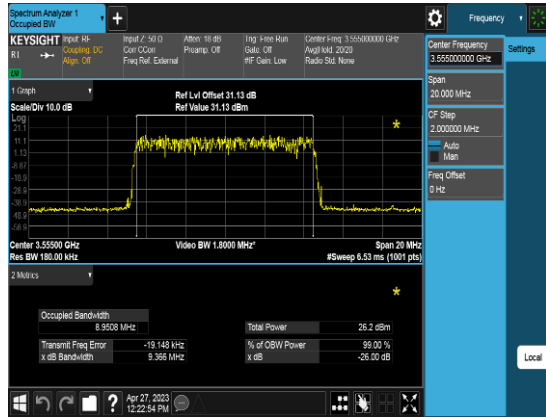 Spectrum Analyzer 1
Occupied BW
+
Frequency
KEYSIGHT
R1
LW
Input: RF
Coupling: DC
Align: Off
Input Z: 50 Ω
Corr CCorr
Freq Ref: External
Atten: 18 dB
Preamp: Off
Trig: Free Run
Gate: Off
#IF Gain: Low
Center Freq: 3.555000000 GHz
Avg|Hold: 20/20
Radio Std: None
Center Frequency
3.555000000 GHz
Settings
Span
20.000 MHz
CF Step
2.000000 MHz
Auto
Man
Freq Offset
0 Hz
Local
1 Graph
Scale/Div 10.0 dB
Ref Lvl Offset 31.13 dB
Ref Value 31.13 dBm
Log
21.1
11.1
1.13
-8.87
-18.9
-28.9
-38.9
-48.9
-58.9
Center 3.55500 GHz
Video BW 1.8000 MHz*
Span 20 MHz
Res BW 180.00 kHz
#Sweep 6.53 ms (1001 pts)
2 Metrics
Occupied Bandwidth
8.9508 MHz
Total Power
26.2 dBm
Transmit Freq Error
-19.148 kHz
% of OBW Power
99.00 %
x dB Bandwidth
9.366 MHz
x dB
-26.00 dB
?
Apr 27, 2023
12:22:54 PM